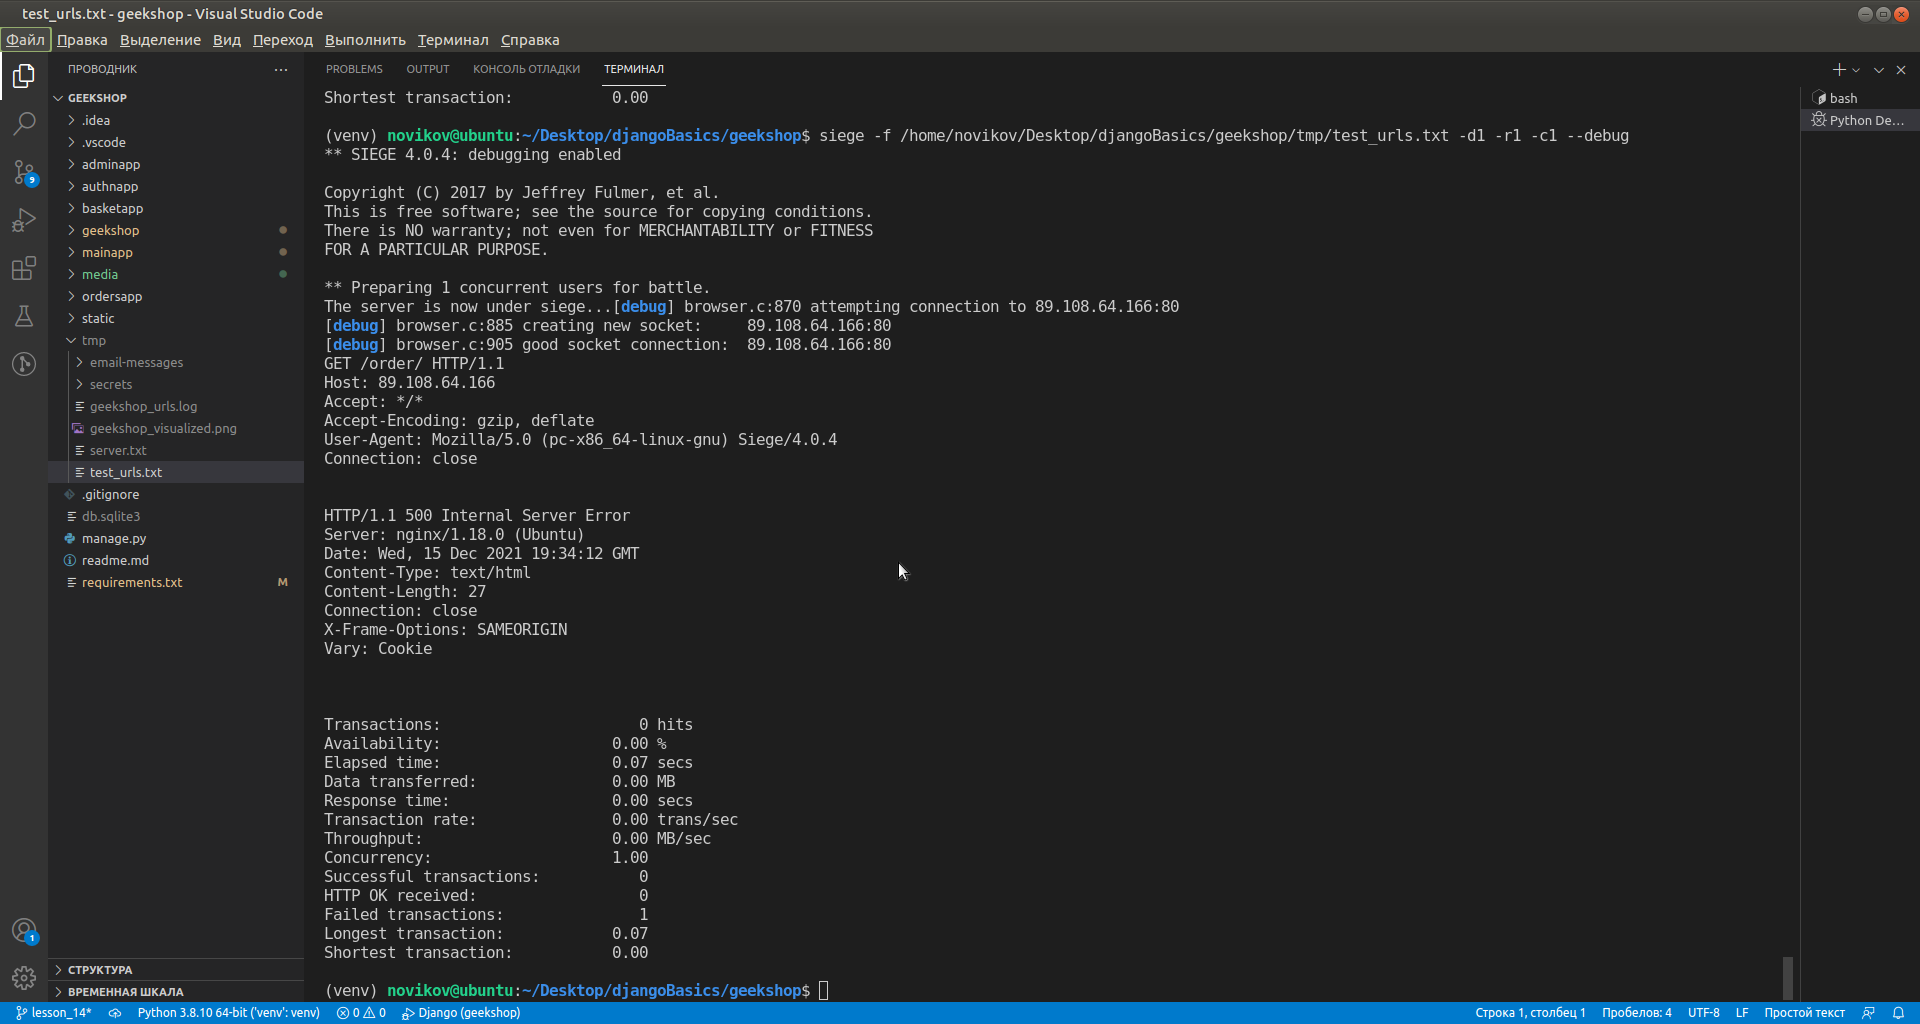 test_urls.txt - geekshop - Visual Studio Code
Файл Правка Выделение Вид Переход Выполнить Терминал Справка
ПРОВОДНИК
GEEKSHOP
.idea
.vscode
adminapp
authnapp
basketapp
geekshop
mainapp
media
ordersapp
static
tmp
email-messages
secrets
geekshop_urls.log
geekshop_visualized.png
server.txt
test_urls.txt
.gitignore
db.sqlite3
manage.py
readme.md
requirements.txt M
СТРУКТУРА
ВРЕМЕННАЯ ШКАЛА
9
1
PROBLEMS OUTPUT КОНСОЛЬ ОТЛАДКИ ТЕРМИНАЛ
Shortest transaction: 0.00
(venv) novikov@ubuntu:~/Desktop/djangoBasics/geekshop$ siege -f /home/novikov/Desktop/djangoBasics/geekshop/tmp/test_urls.txt -d1 -r1 -c1 --debug
** SIEGE 4.0.4: debugging enabled
Copyright (C) 2017 by Jeffrey Fulmer, et al.
This is free software; see the source for copying conditions.
There is NO warranty; not even for MERCHANTABILITY or FITNESS
FOR A PARTICULAR PURPOSE.
** Preparing 1 concurrent users for battle.
The server is now under siege...[debug] browser.c:870 attempting connection to 89.108.64.166:80
[debug] browser.c:885 creating new socket: 89.108.64.166:80
[debug] browser.c:905 good socket connection: 89.108.64.166:80
GET /order/ HTTP/1.1
Host: 89.108.64.166
Accept: */*
Accept-Encoding: gzip, deflate
User-Agent: Mozilla/5.0 (pc-x86_64-linux-gnu) Siege/4.0.4
Connection: close
HTTP/1.1 500 Internal Server Error
Server: nginx/1.18.0 (Ubuntu)
Date: Wed, 15 Dec 2021 19:34:12 GMT
Content-Type: text/html
Content-Length: 27
Connection: close
X-Frame-Options: SAMEORIGIN
Vary: Cookie
Transactions: 0 hits
Availability: 0.00 %
Elapsed time: 0.07 secs
Data transferred: 0.00 MB
Response time: 0.00 secs
Transaction rate: 0.00 trans/sec
Throughput: 0.00 MB/sec
Concurrency: 1.00
Successful transactions: 0
HTTP OK received: 0
Failed transactions: 1
Longest transaction: 0.07
Shortest transaction: 0.00
(venv) novikov@ubuntu:~/Desktop/djangoBasics/geekshop$
bash
Python De...
lesson_14* Python 3.8.10 64-bit ('venv': venv) 0 0 Django (geekshop) Строка 1, столбец 1 Пробелов: 4 UTF-8 LF Простой текст